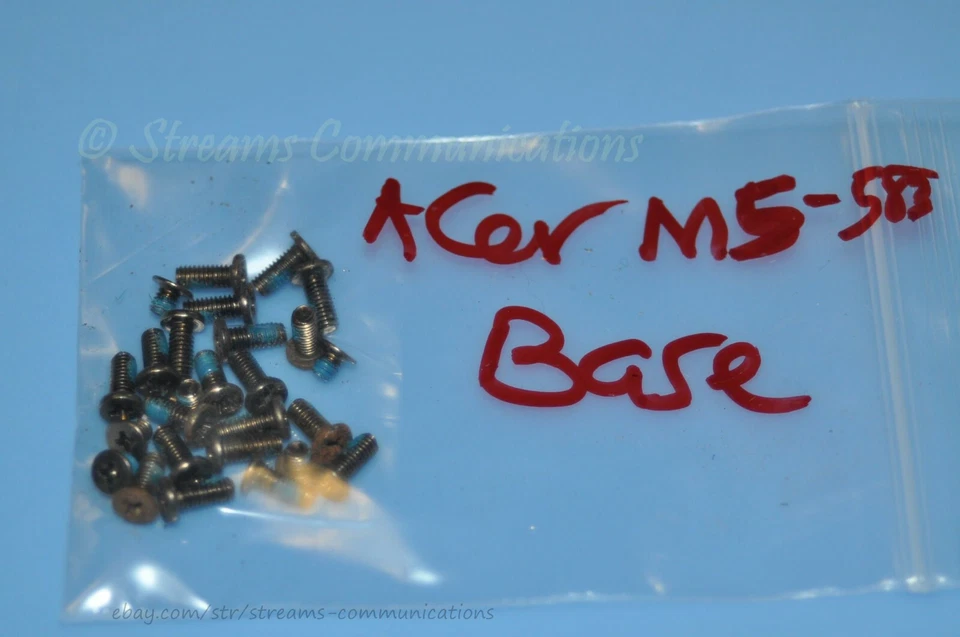 © Streams Communications
Acer M5-583
Base
ebay.com/str/streams-communications